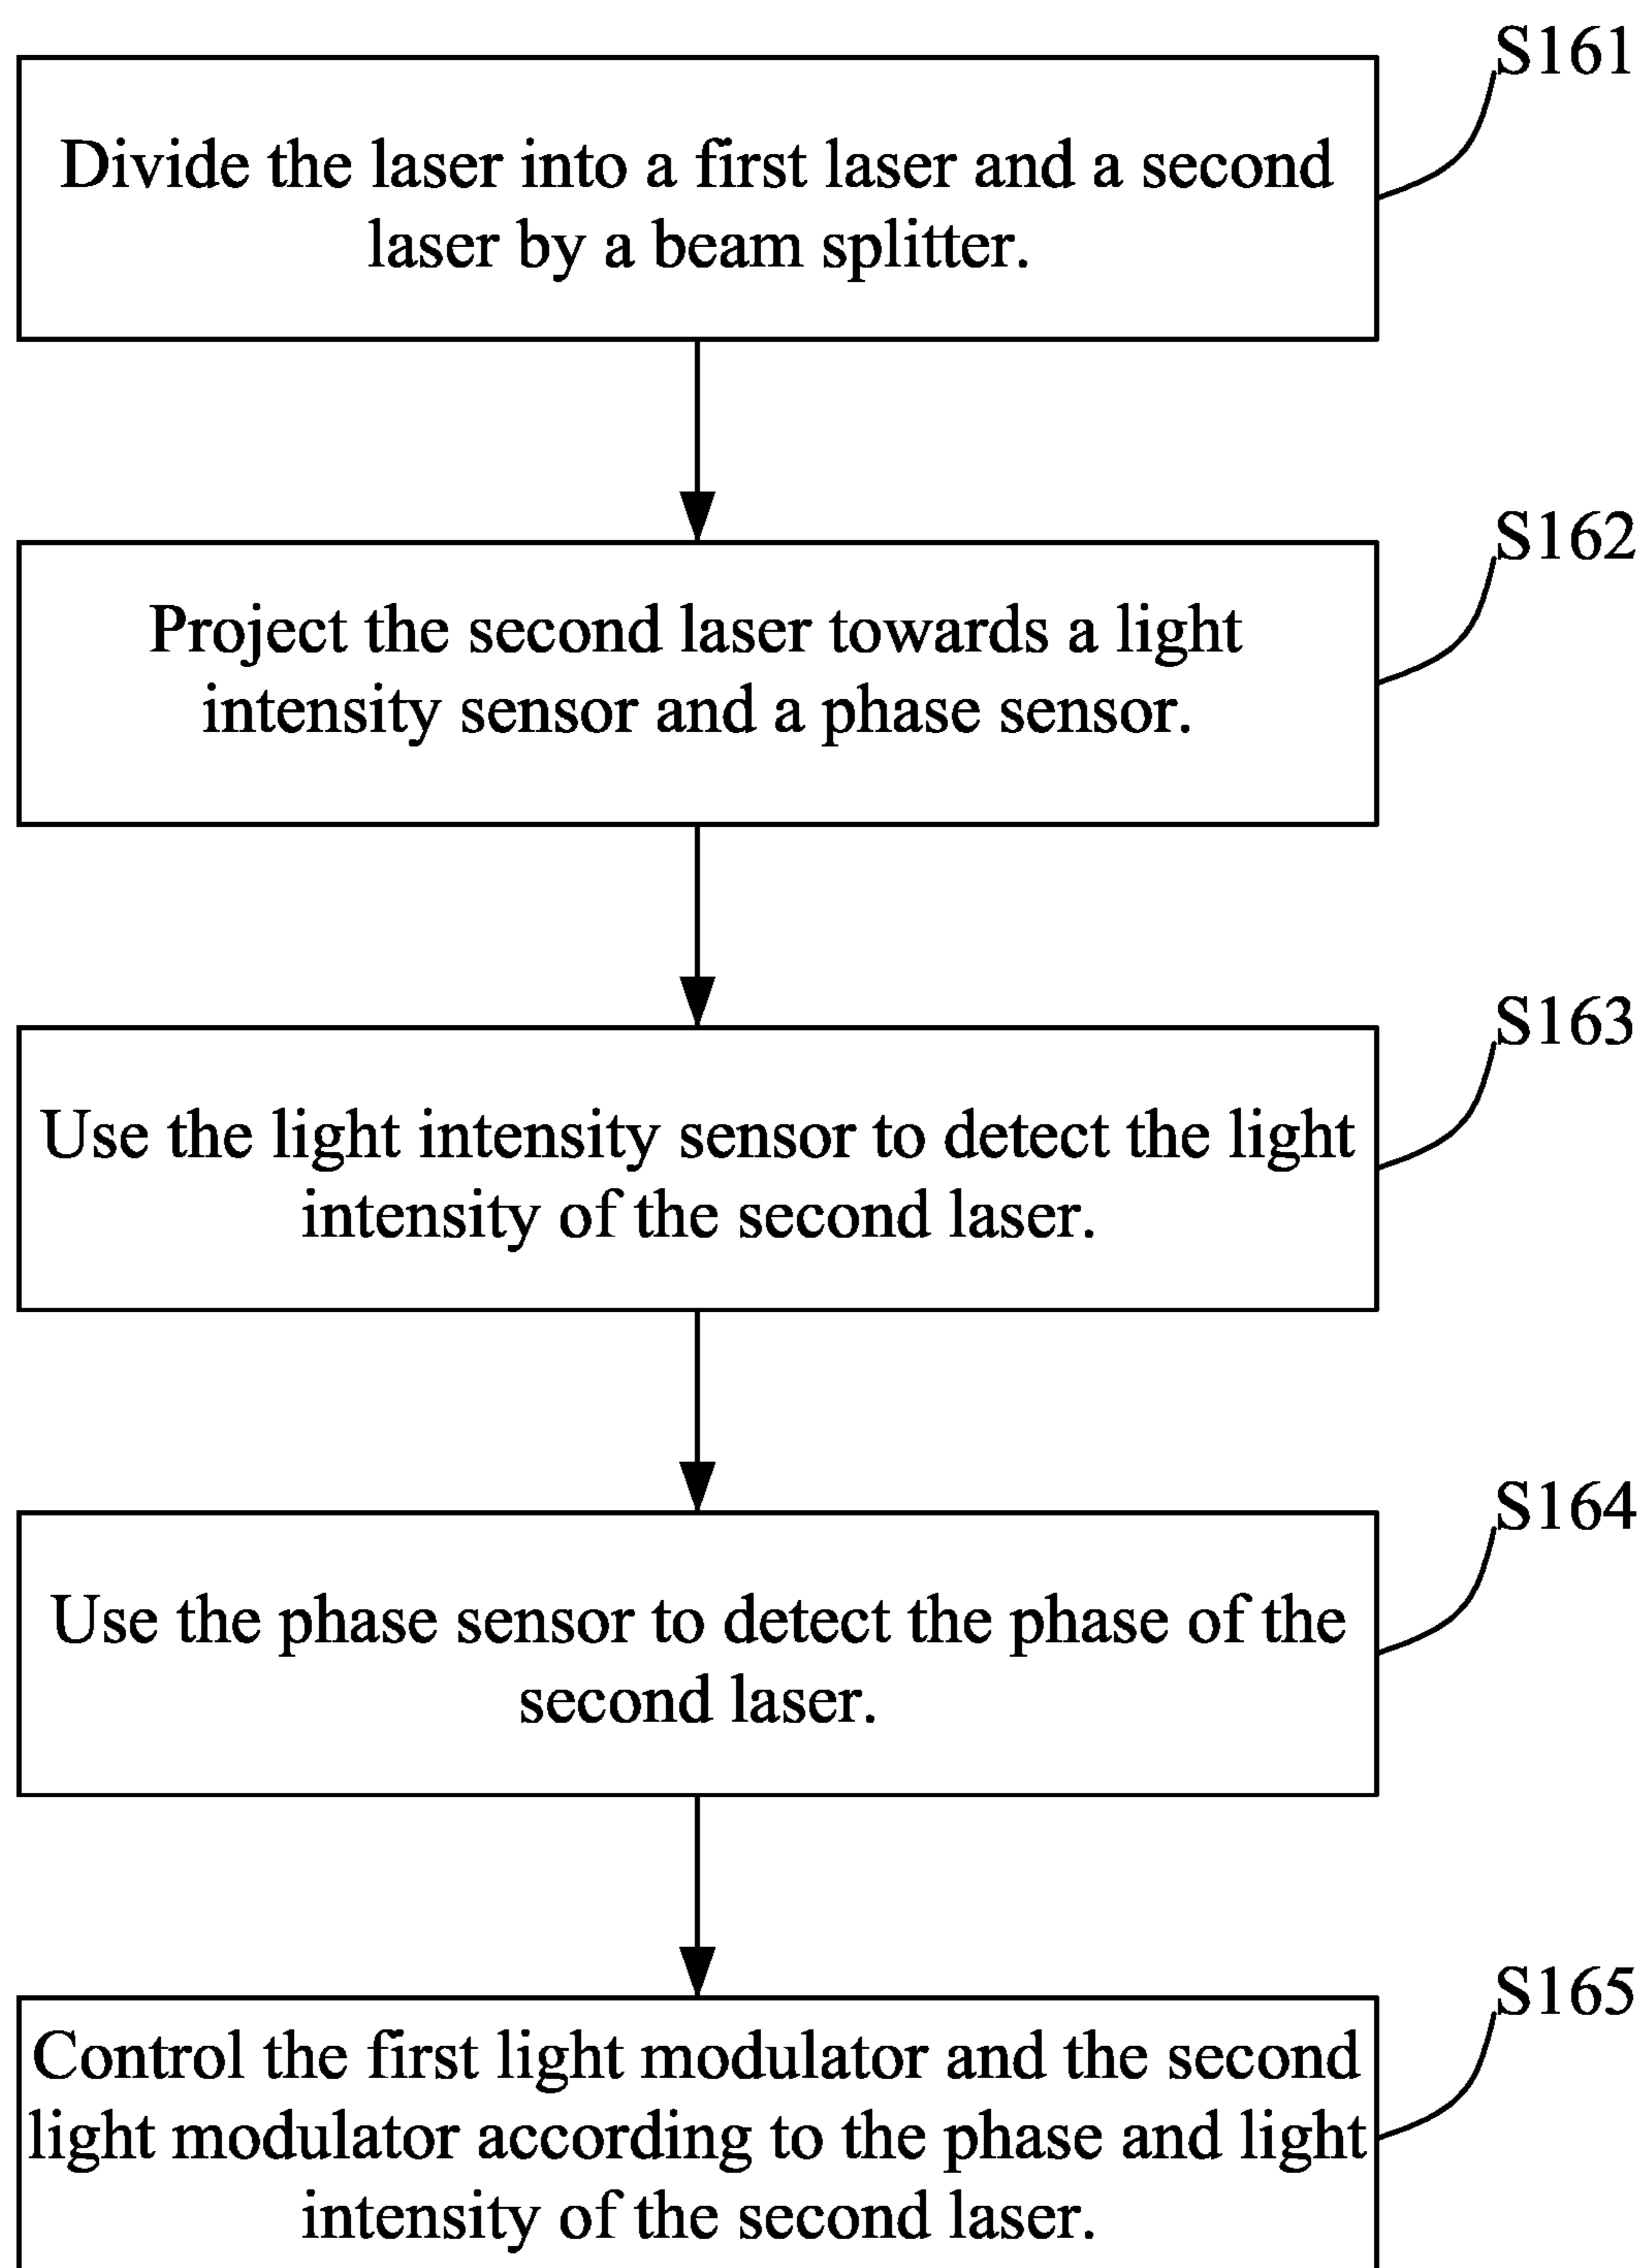 S161
Divide the laser into a first laser and a second
laser by a beam splitter.
S162
Project the second laser towards a light
intensity sensor and a phase sensor.
S163
Use the light intensity sensor to detect the light
intensity of the second laser.
S164
Use the phase sensor to detect the phase of the
second laser.
S165
Control the first light modulator and the second
light modulator according to the phase and light
intensity of the second laser.